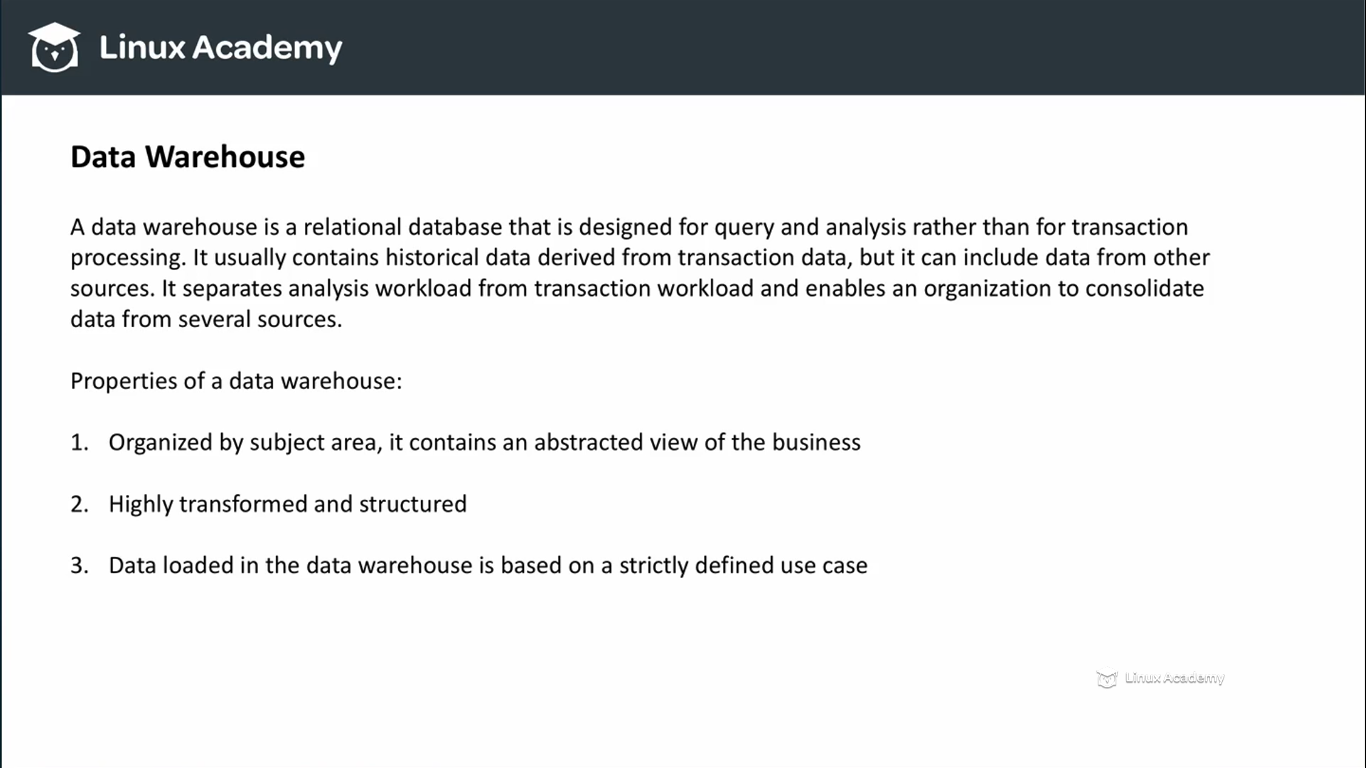 Linux Academy
Data Warehouse
A data warehouse is a relational database that is designed for query and analysis rather than for transaction
processing. It usually contains historical data derived from transaction data, but it can include data from other
sources. It separates analysis workload from transaction workload and enables an organization to consolidate
data from several sources.
Properties of a data warehouse:
1. Organized by subject area, it contains an abstracted view of the business
2. Highly transformed and structured
3. Data loaded in the data warehouse is based on a strictly defined use case
Linux Academy